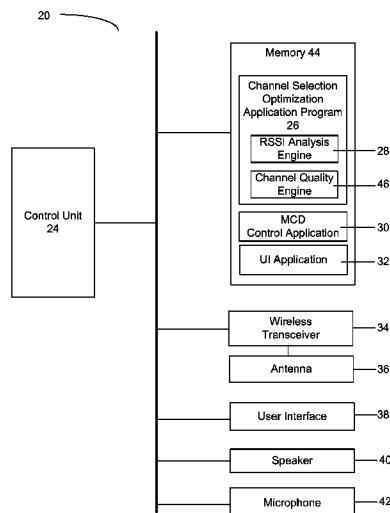 20
Memory 44
Channel Selection
Optimization
Application Program
26
RSSI Analysis
Engine
28
Channel Quality
Engine
46
Control Unit
24
MCD
Control Application
30
UI Application
32
Wireless
Transceiver
34
Antenna
36
User Interface
38
Speaker
40
Microphone
42